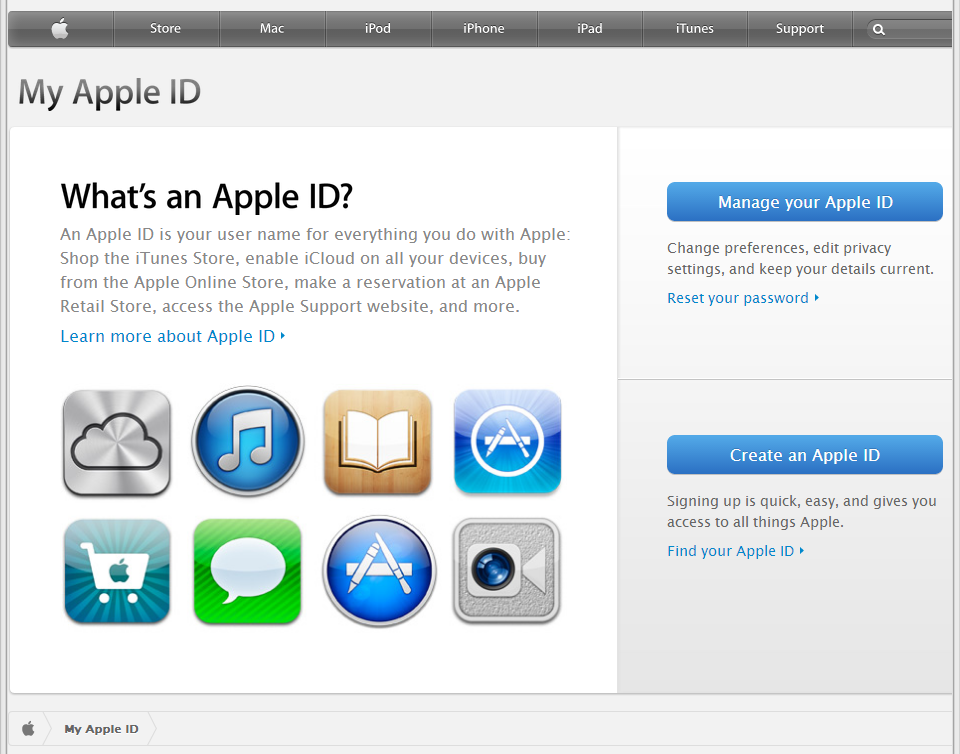 Store
Mac
iPod
iPhone
iPad
iTunes
Support
My Apple ID
What's an Apple ID?
An Apple ID is your user name for everything you do with Apple:
Shop the iTunes Store, enable iCloud on all your devices, buy
from the Apple Online Store, make a reservation at an Apple
Retail Store, access the Apple Support website, and more.
Learn more about Apple ID
Manage your Apple ID
Change preferences, edit privacy
settings, and keep your details current.
Reset your password
Create an Apple ID
Signing up is quick, easy, and gives you
access to all things Apple.
Find your Apple ID
My Apple ID